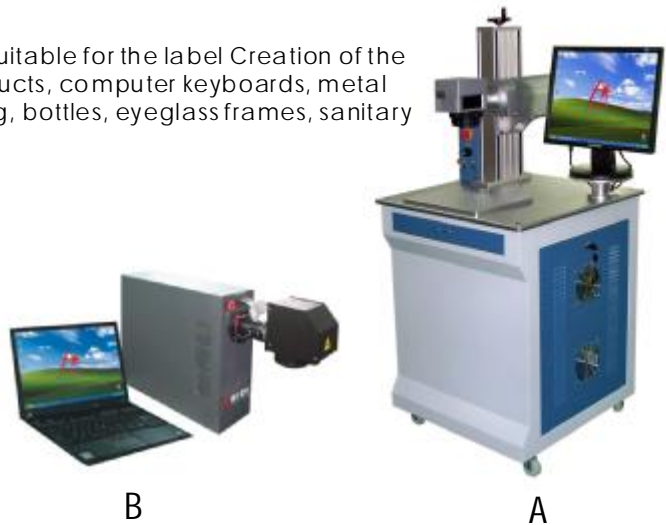 uitable for the label Creation of the
ucts, computer keyboards, metal
g, bottles, eyeglass frames, sanitary
B
A